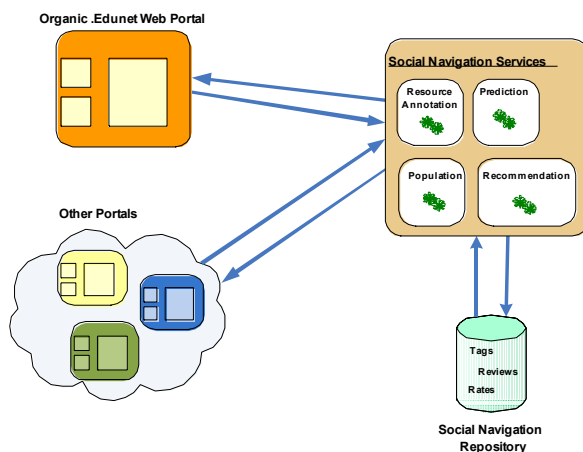 Organic .Edunet Web Portal
Social Navigation Services
Resource
Annotation
Prediction
Population
Recommendation
Other Portals
Tags
Reviews
Rates
Social Navigation
Repository